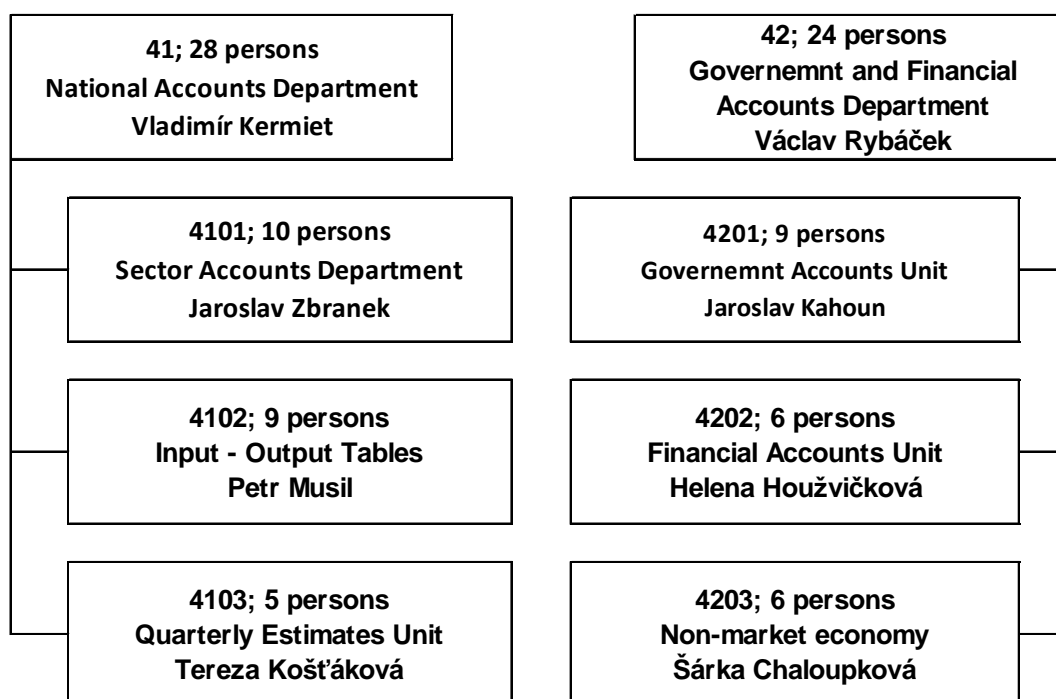 41; 28 persons
National Accounts Department
Vladimír Kermiet
42; 24 persons
Governemnt and Financial
Accounts Department
Václav Rybáček
4101; 10 persons
Sector Accounts Department
Jaroslav Zbranek
4201; 9 persons
Governemnt Accounts Unit
Jaroslav Kahoun
4102; 9 persons
Input - Output Tables
Petr Musil
4202; 6 persons
Financial Accounts Unit
Helena Houžvičková
4103; 5 persons
Quarterly Estimates Unit
Tereza Košťáková
4203; 6 persons
Non-market economy
Šárka Chaloupková